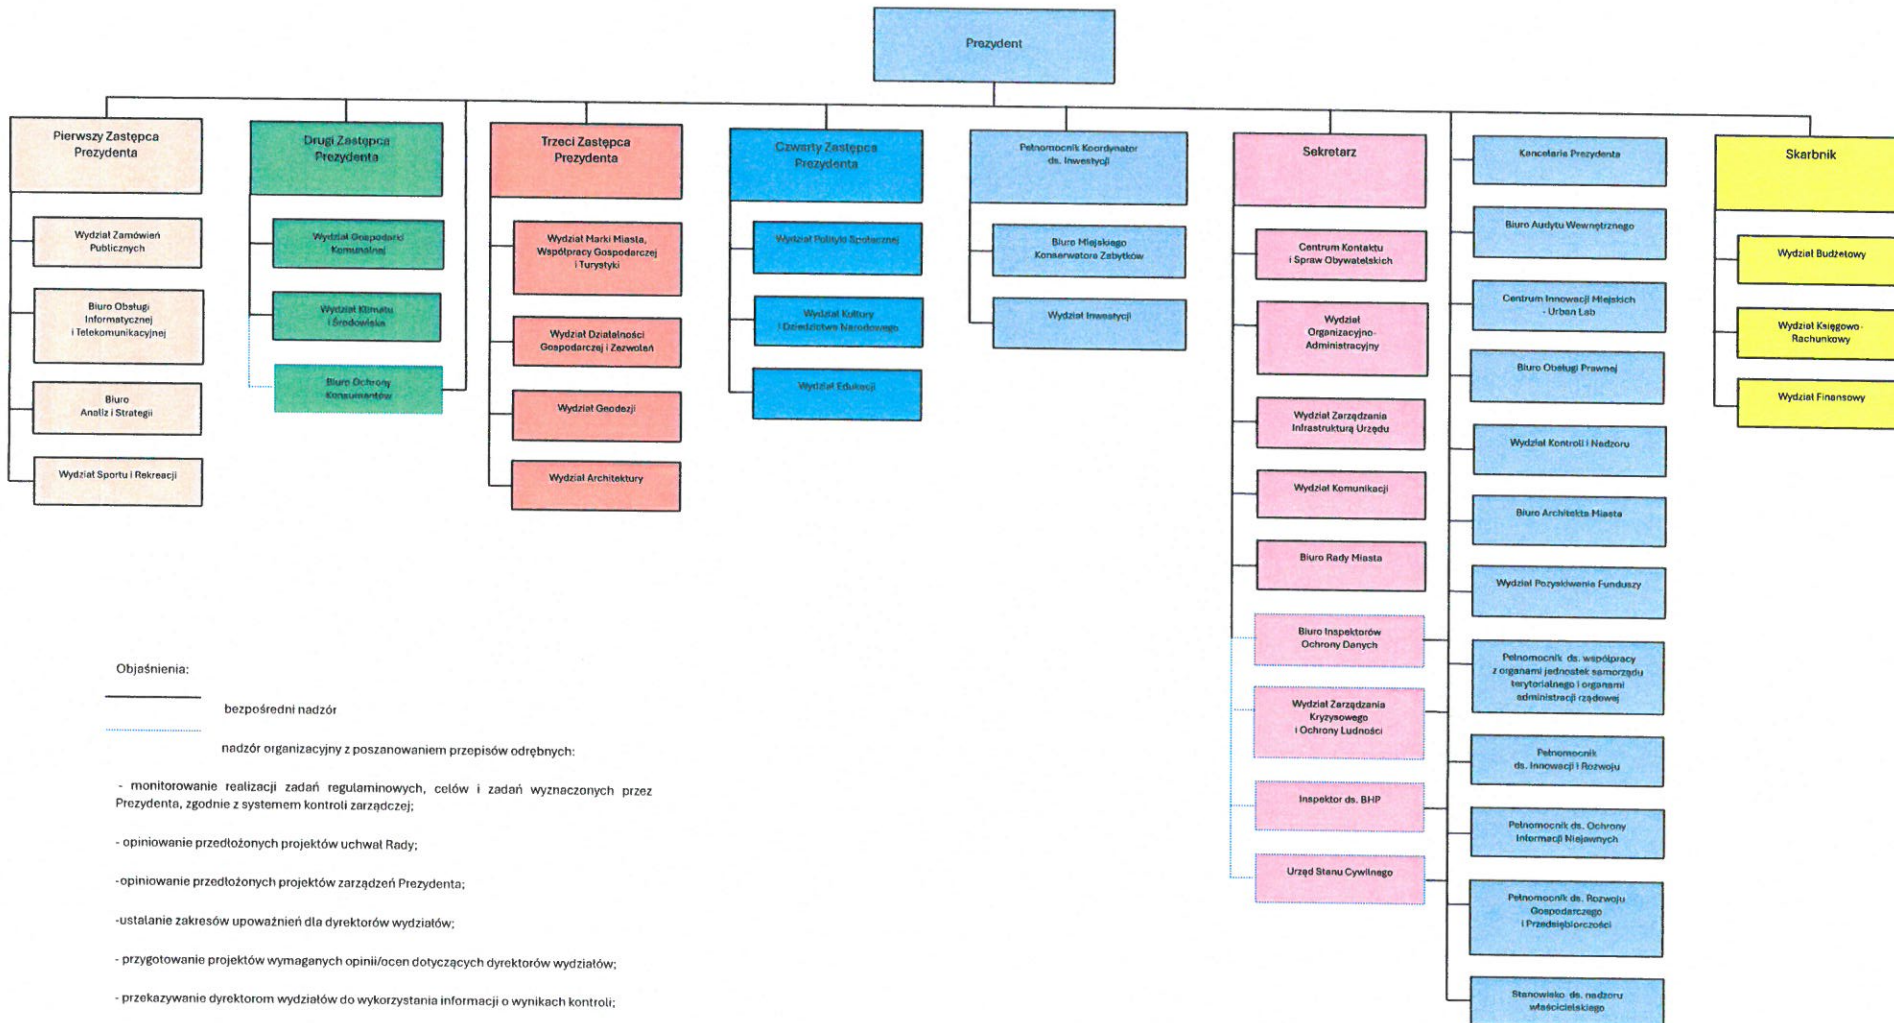 Prezydent
Pierwszy Zastępca
Prezydenta
Wydział Zamówień
Publicznych
Biuro Obsługi
Informatycznej
i Telekomunikacyjnej
Biuro
Analiz i Strategii
Wydział Sportu i Rekreacji
Drugi Zastępca
Prezydenta
Wydział Gospodarki
Komunalnej
Wydział Klimatu
i Środowiska
Biuro Ochrony
Konsumentów
Trzeci Zastępca
Prezydenta
Wydział Marki Miasta,
Współpracy Gospodarczej
i Turystyki
Wydział Działalności
Gospodarczej i Zezwoleń
Wydział Geodezji
Wydział Architektury
Czwarty Zastępca
Prezydenta
Wydział Polityki Społecznej
Wydział Kultury
i Dziedzictwa Narodowego
Wydział Edukacji
Pełnomocnik Koordynator
ds. Inwestycji
Biuro Miejskiego
Konserwatora Zabytków
Wydział Inwestycji
Sekretarz
Centrum Kontaktu
i Spraw Obywatelskich
Wydział
Organizacyjno-
Administracyjny
Wydział Zarządzania
Infrastrukturą Urzędu
Wydział Komunikacji
Biuro Rady Miasta
Biuro Inspektorów
Ochrony Danych
Wydział Zarządzania
Kryzysowego
i Ochrony Ludności
Inspektor ds. BHP
Urząd Stanu Cywilnego
Kancelaria Prezydenta
Biuro Audytu Wewnętrznego
Centrum Innowacji Miejskich
- Urban Lab
Biuro Obsługi Prawnej
Wydział Kontroli i Nadzoru
Biuro Architekta Miasta
Wydział Pozyskiwania Funduszy
Pełnomocnik ds. współpracy
z organami jednostek samorządu
terytorialnego i organami
administracji rządowej
Pełnomocnik
ds. Innowacji i Rozwoju
Pełnomocnik ds. Ochrony
Informacji Niejawnych
Pełnomocnik ds. Rozwoju
Gospodarczego
i Przedsiębiorczości
Stanowisko ds. nadzoru
właścicielskiego
Skarbnik
Wydział Budżetowy
Wydział Księgowo-
Rachunkowy
Wydział Finansowy
Objaśnienia:
bezpośredni nadzór
nadzór organizacyjny z poszanowaniem przepisów odrębnych:
- monitorowanie realizacji zadań regulaminowych, celów i zadań wyznaczonych przez
Prezydenta, zgodnie z systemem kontroli zarządczej;
- opiniowanie przedłożonych projektów uchwał Rady;
-opiniowanie przedłożonych projektów zarządzeń Prezydenta;
-ustalanie zakresów upoważnień dla dyrektorów wydziałów;
- przygotowanie projektów wymaganych opinii/ocen dotyczących dyrektorów wydziałów;
- przekazywanie dyrektorom wydziałów do wykorzystania informacji o wynikach kontroli;